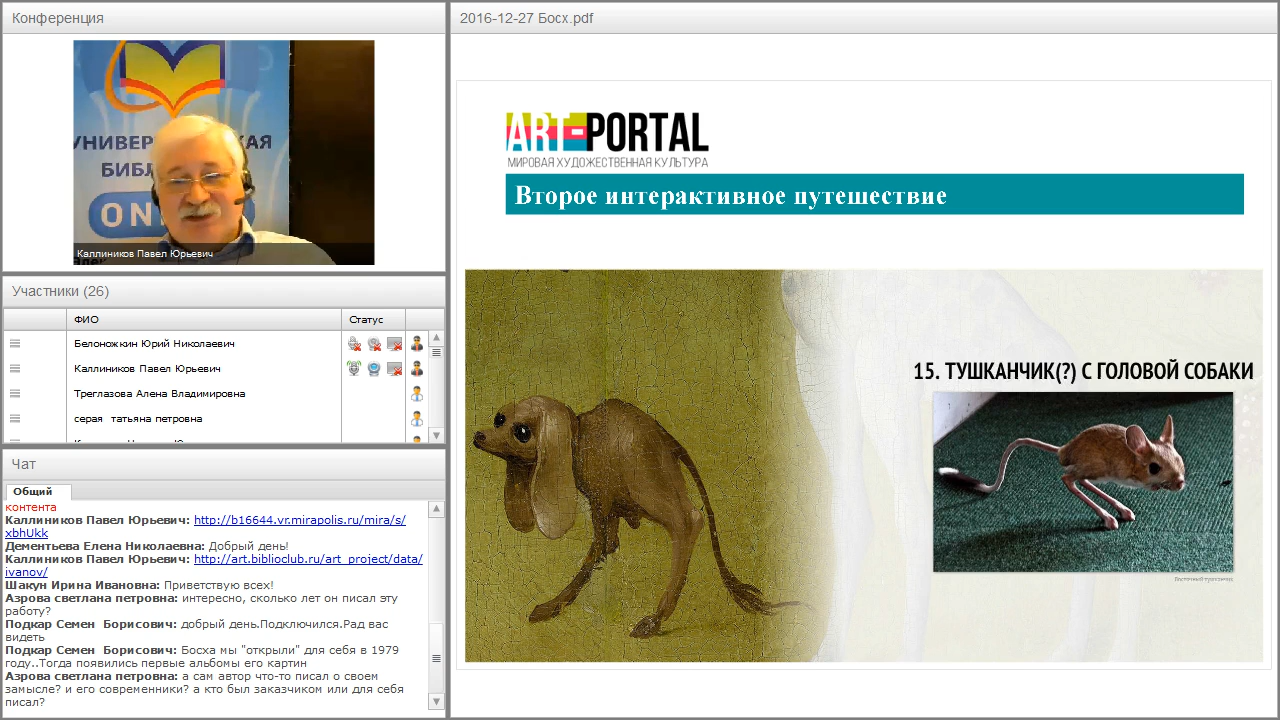 Конференция
УНИВЕР СКАЯ
БИБЛ
ON
Каллиников Павел Юрьевич
Участники (26)
ФИО Статус
Белоножкин Юрий Николаевич
Каллиников Павел Юрьевич
Треглазова Алена Владимировна
серая татьяна петровна
Чат
Общий
контента
Каллиников Павел Юрьевич: http://b16644.vr.mirapolis.ru/mira/s/
xbhUkk
Дементьева Елена Николаевна: Добрый день!
Каллиников Павел Юрьевич: http://art.biblioclub.ru/art_project/data/
ivanov/
Шакун Ирина Ивановна: Приветствую всех!
Азрова светлана петровна: интересно, сколько лет он писал эту
работу?
Подкар Семен Борисович: добрый день.Подключился.Рад вас
видеть
Подкар Семен Борисович: Босха мы "открыли" для себя в 1979
году..Тогда появились первые альбомы его картин
Азрова светлана петровна: а сам автор что-то писал о своем
замысле? и его современники? а кто был заказчиком или для себя
писал?
2016-12-27 Босх.pdf
ART-PORTAL
МИРОВАЯ ХУДОЖЕСТВЕННАЯ КУЛЬТУРА
Второе интерактивное путешествие
15. ТУШКАНЧИК(?) С ГОЛОВОЙ СОБАКИ